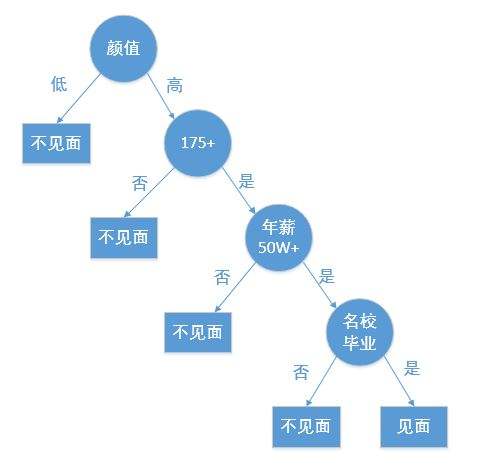 颜值
低
高
不见面
175+
否
是
不见面
年薪
50W+
否
是
不见面
名校
毕业
否
是
不见面
见面